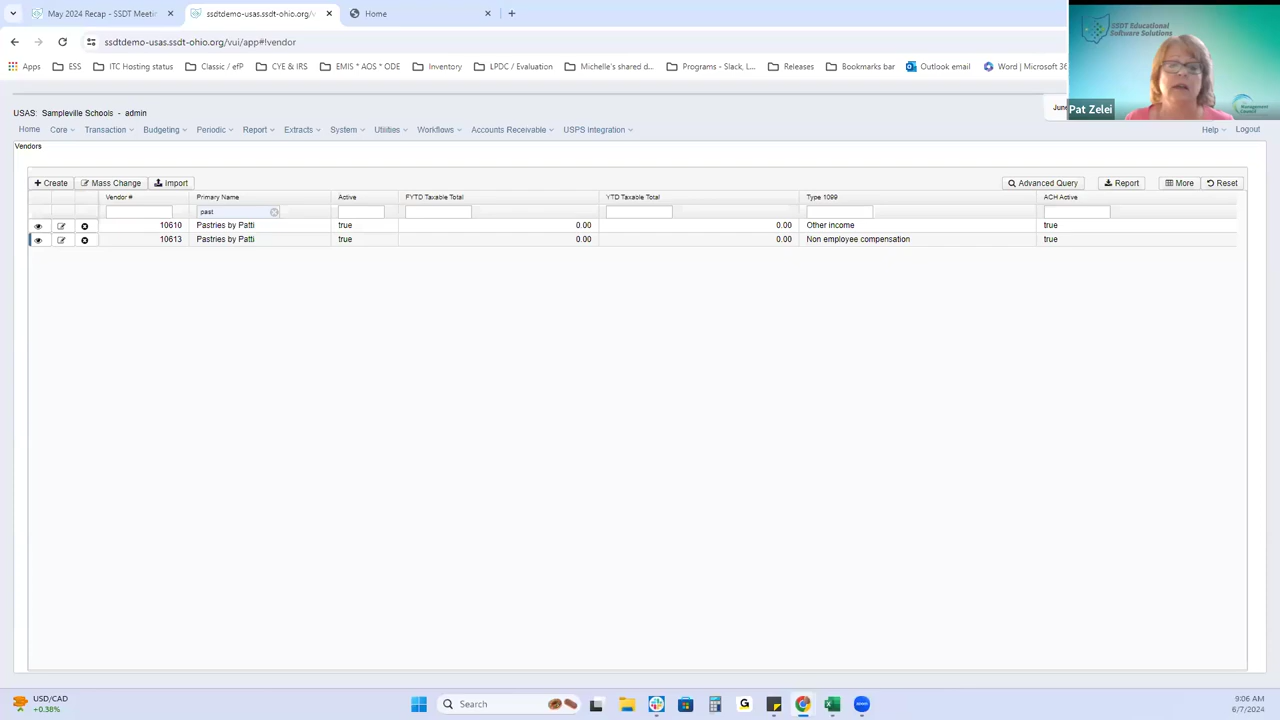 May 2024 Recap - SSDT Meetin
ssdtdemo-usas.ssdt-ohio.org/v
Home
ssdtdemo-usas.ssdt-ohio.org/vui/app#!vendor
Apps ESS ITC Hosting status Classic / eFP CYE & IRS EMIS * AOS * ODE Inventory LPDC / Evaluation Michelle's shared d... Programs - Slack, L... Releases Bookmarks bar Outlook email Word | Microsoft 36
SSDT Educational
Software Solutions
Management
Council
Pat Zelei
June
USAS: Sampleville Schools - admin
Home Core Transaction Budgeting Periodic Report Extracts System Utilities Workflows Accounts Receivable USPS Integration Help Logout
Vendors
Create Mass Change Import Advanced Query Report More Reset
Vendor # Primary Name Active FYTD Taxable Total YTD Taxable Total Type 1099 ACH Active
past
10610 Pastries by Patti true 0.00 0.00 Other income true
10613 Pastries by Patti true 0.00 0.00 Non employee compensation true
USD/CAD
+0.38%
Search
G
zoom
9:06 AM
6/7/2024